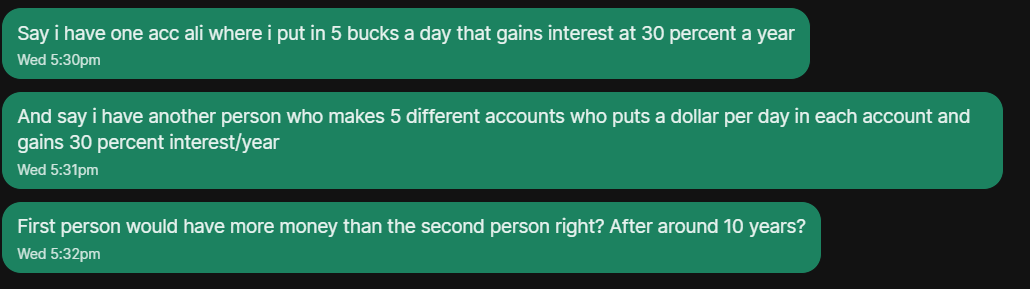 Say i have one acc ali where i put in 5 bucks a day that gains interest at 30 percent a year
Wed 5:30pm
And say i have another person who makes 5 different accounts who puts a dollar per day in each account and
gains 30 percent interest/year
Wed 5:31pm
First person would have more money than the second person right? After around 10 years?
Wed 5:32pm